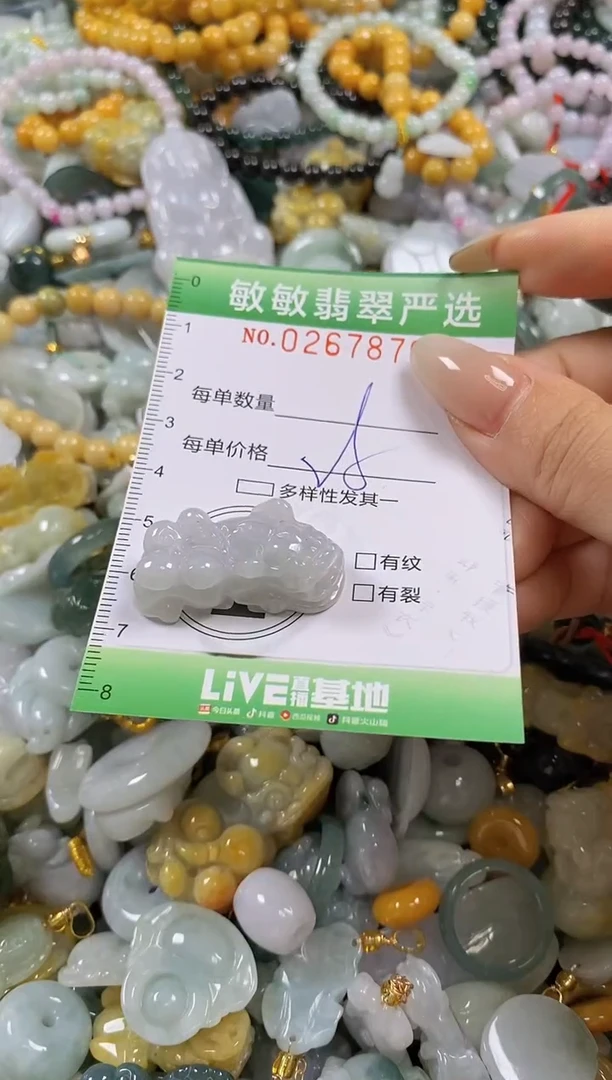 0
敏敏翡翠严选
1
NO.026787
2
每单数量
3
每单价格
4
多样性发其一
5
6
有纹
有裂
7
LiVE直播基地
8
今日头条 抖音 西瓜视频 抖音火山版